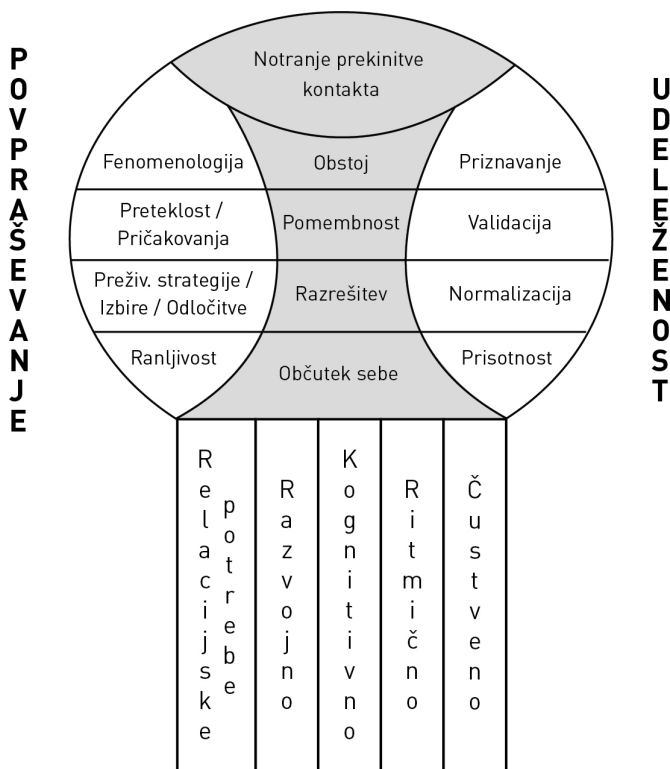 POVPRAŠEVANJE
Notranje prekinitve
kontakta
UDELEŽENOST
Fenomenologija
Obstoj
Priznavanje
Preteklost /
Pričakovanja
Pomembnost
Validacija
Preživ. strategije /
Izbire / Odločitve
Razrešitev
Normalizacija
Ranljivost
Občutek sebe
Prisotnost
Relacijske
potrebe
Razvojno
Kognitivno
Ritmično
Čustveno